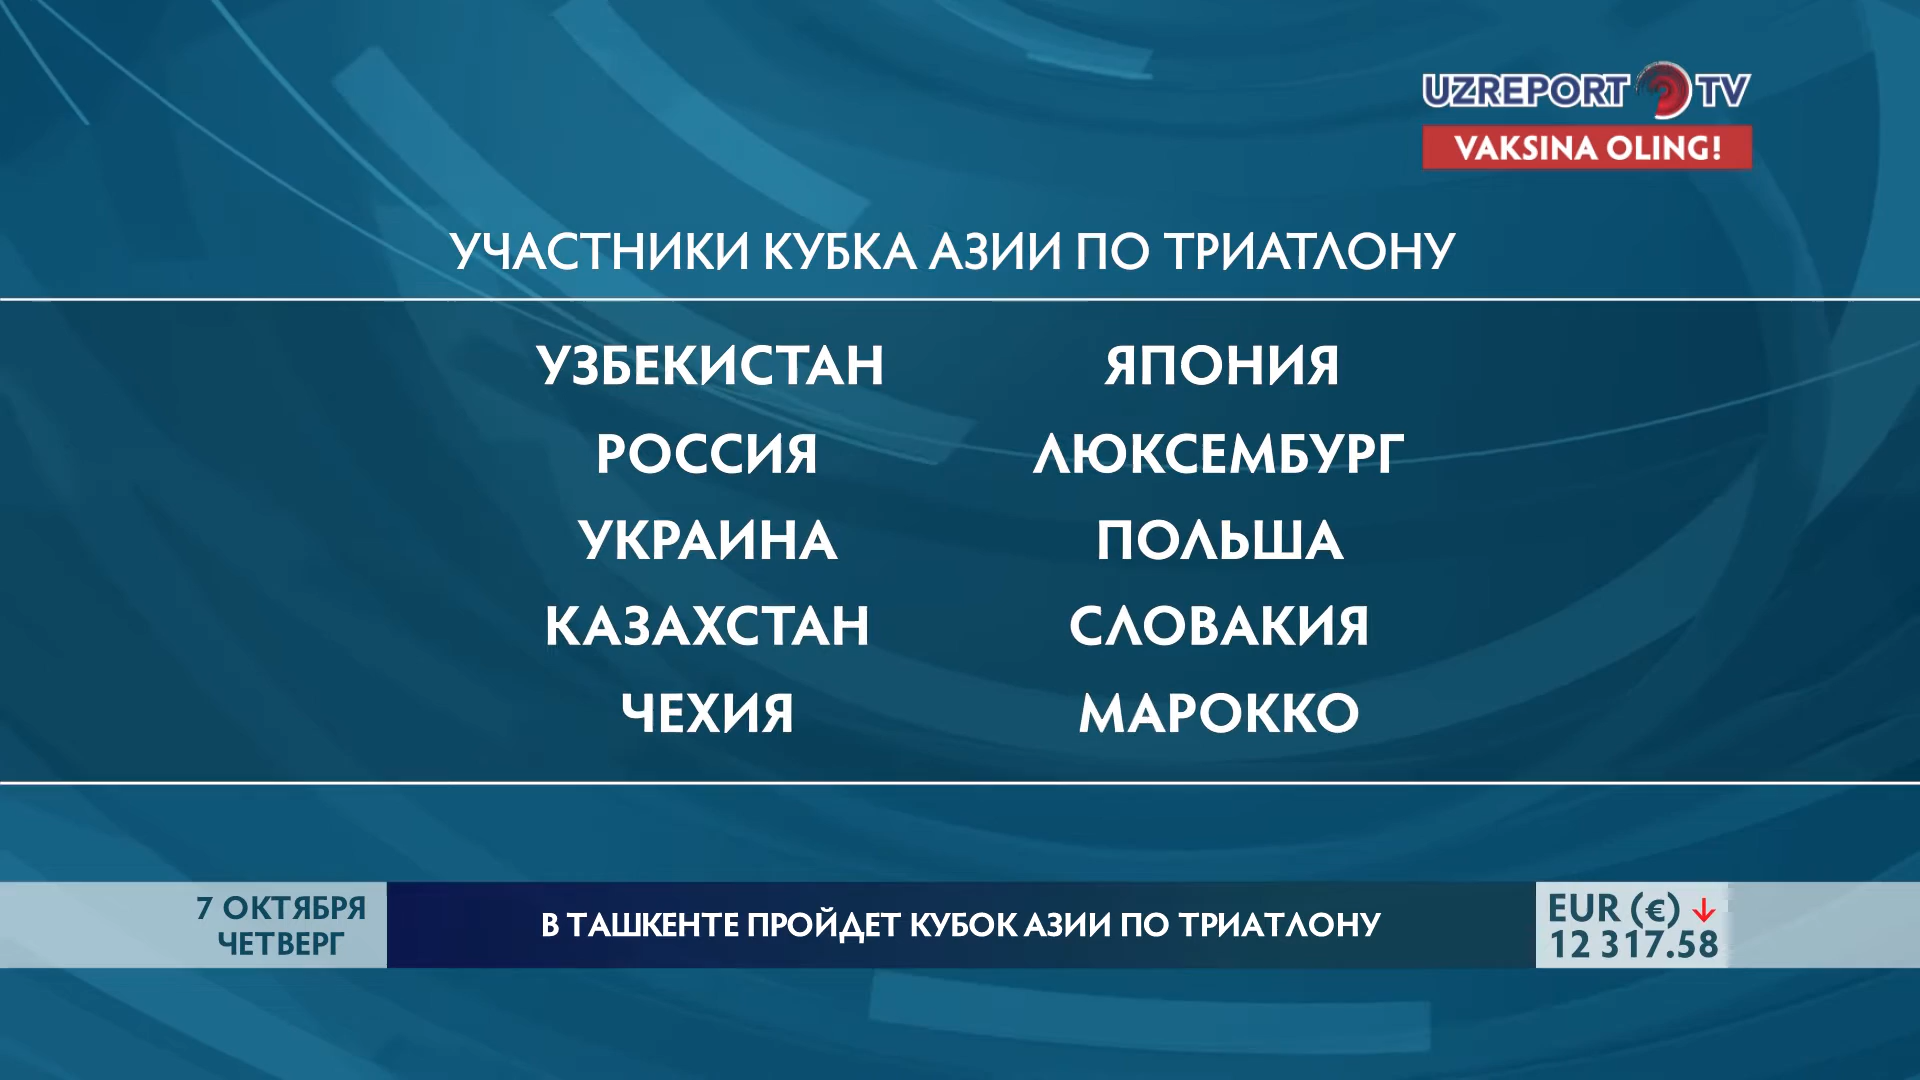 UZREPORT TV
VAKSINA OLING!
УЧАСТНИКИ КУБКА АЗИИ ПО ТРИАТЛОНУ
УЗБЕКИСТАН
РОССИЯ
УКРАИНА
КАЗАХСТАН
ЧЕХИЯ
ЯПОНИЯ
ЛЮКСЕМБУРГ
ПОЛЬША
СЛОВАКИЯ
МАРОККО
7 ОКТЯБРЯ
ЧЕТВЕРГ
В ТАШКЕНТЕ ПРОЙДЕТ КУБОК АЗИИ ПО ТРИАТЛОНУ
EUR (€) ↓
12 317.58